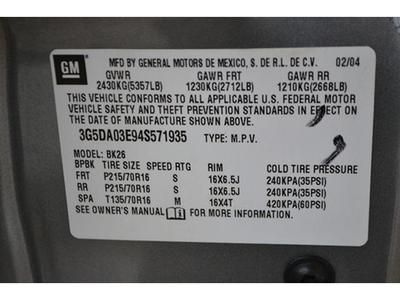 GM
MFD BY GENERAL MOTORS DE MEXICO, S. DE R.L. DE C.V. 02/04
GVWR GAWR FRT GAWR RR
2430KG(5357LB) 1230KG(2712LB) 1210KG(2668LB)
THIS VEHICLE CONFORMS TO ALL APPLICABLE U.S. FEDERAL MOTOR
VEHICLE SAFETY AND THEFT PREVENTION STANDARDS IN EFFECT ON
THE DATE OF MANUFACTURE SHOWN ABOVE.
3G5DA03E94S571935 TYPE: M.P.V.
MODEL: BK26
BPBK TIRE SIZE SPEED RTG RIM COLD TIRE PRESSURE
FRT P215/70R16 S 16X6.5J 240KPA(35PSI)
RR P215/70R16 S 16X6.5J 240KPA(35PSI)
SPA T135/70R16 M 16X4T 420KPA(60PSI)
SEE OWNER'S MANUAL FOR MORE INFORMATION.